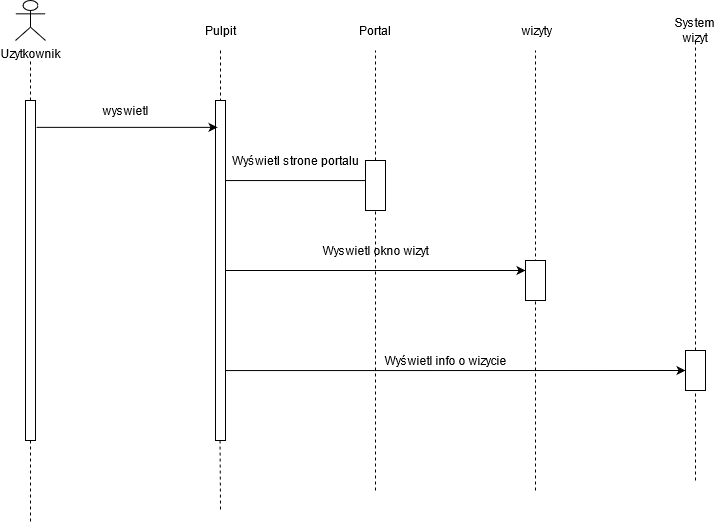 Uzytkownik
Pulpit
Portal
wizyty
System
wizyt
wyswietl
Wyświetl strone portalu
Wyswietl okno wizyt
Wyświetl info o wizycie